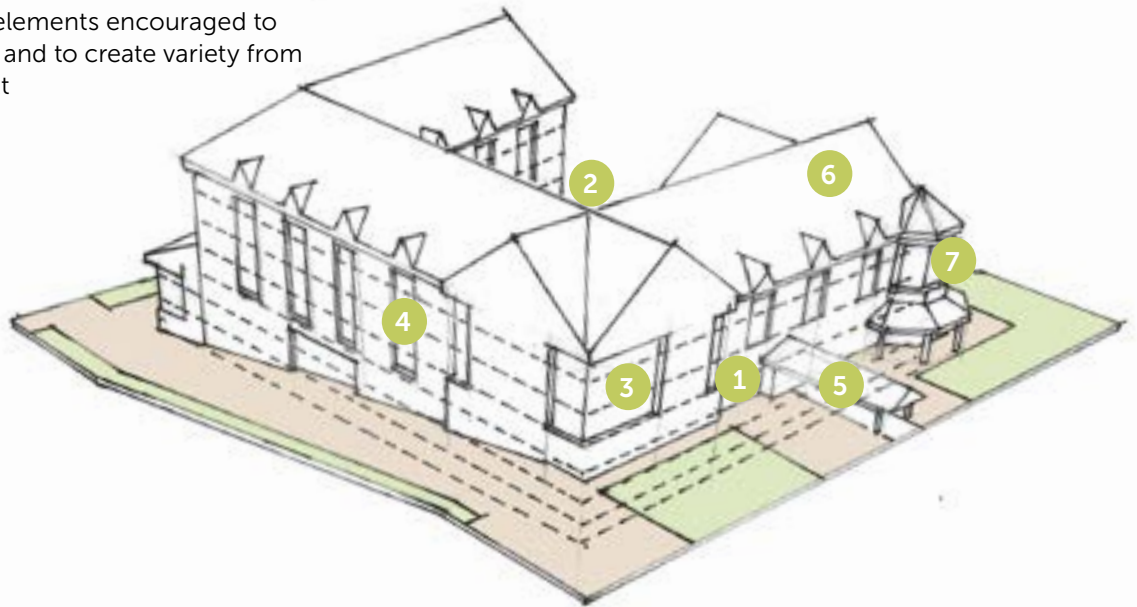 elements encouraged to
and to create variety from
t
2
6
7
4
3
1
5